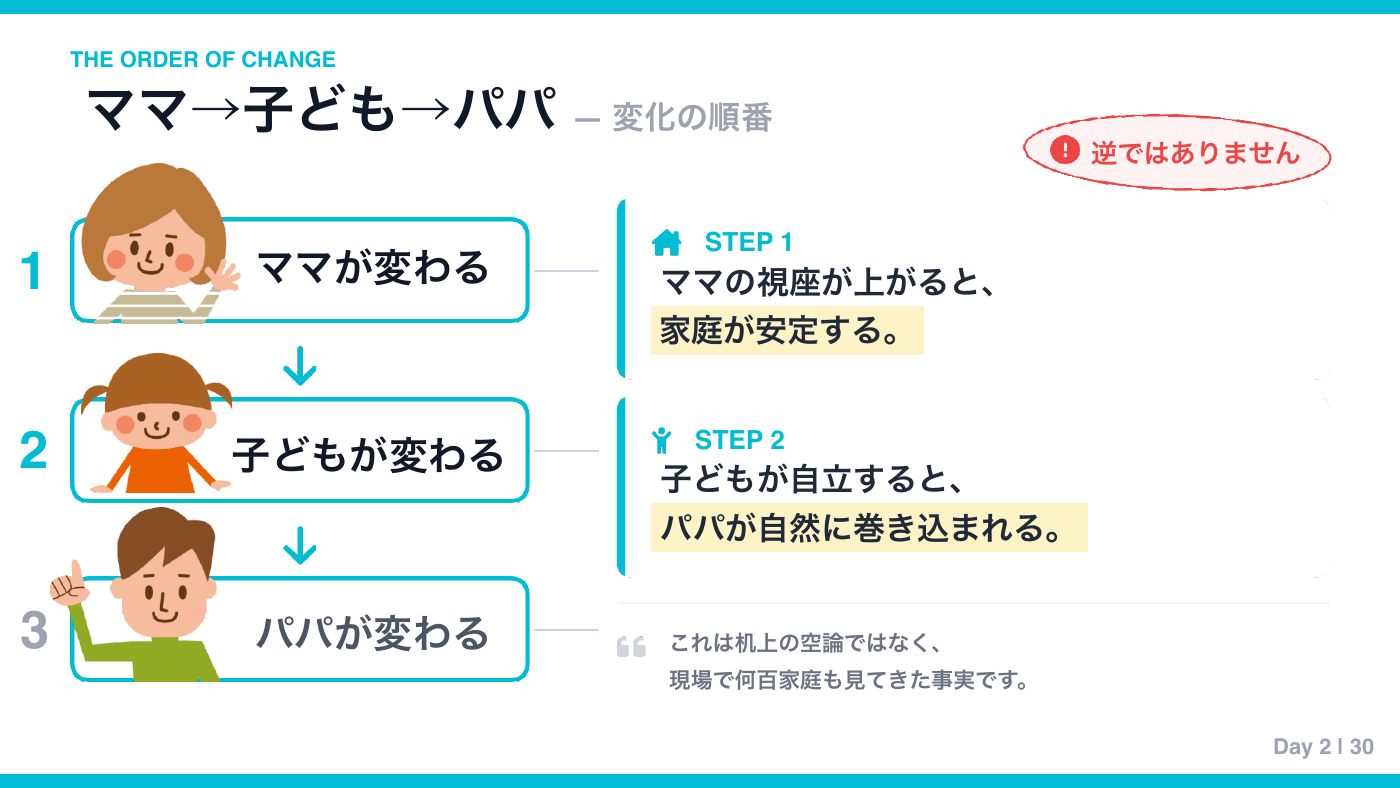 THE ORDER OF CHANGE
ママ→子ども→パパ — 変化の順番
! 逆ではありません
1
ママが変わる
STEP 1
ママの視座が上がると、
家庭が安定する。
2
子どもが変わる
STEP 2
子どもが自立すると、
パパが自然に巻き込まれる。
3
パパが変わる
“ これは机上の空論ではなく、
現場で何百家庭も見てきた事実です。
Day 2 | 30